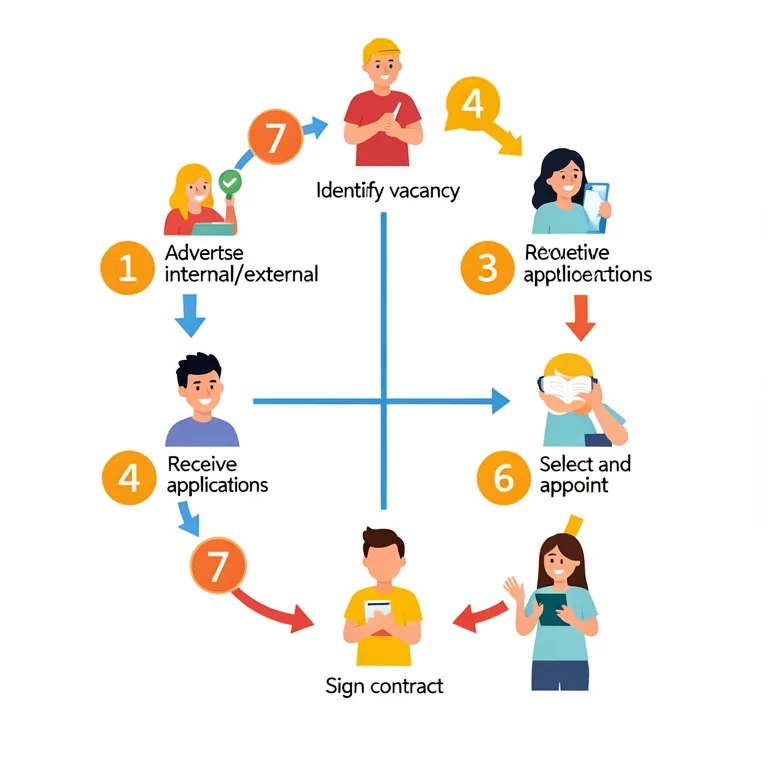 4
7
Identify vacancy
1
Advertse
internal/external
3
4
Receive
applications
6
Select and
appoint
7
Sign contract